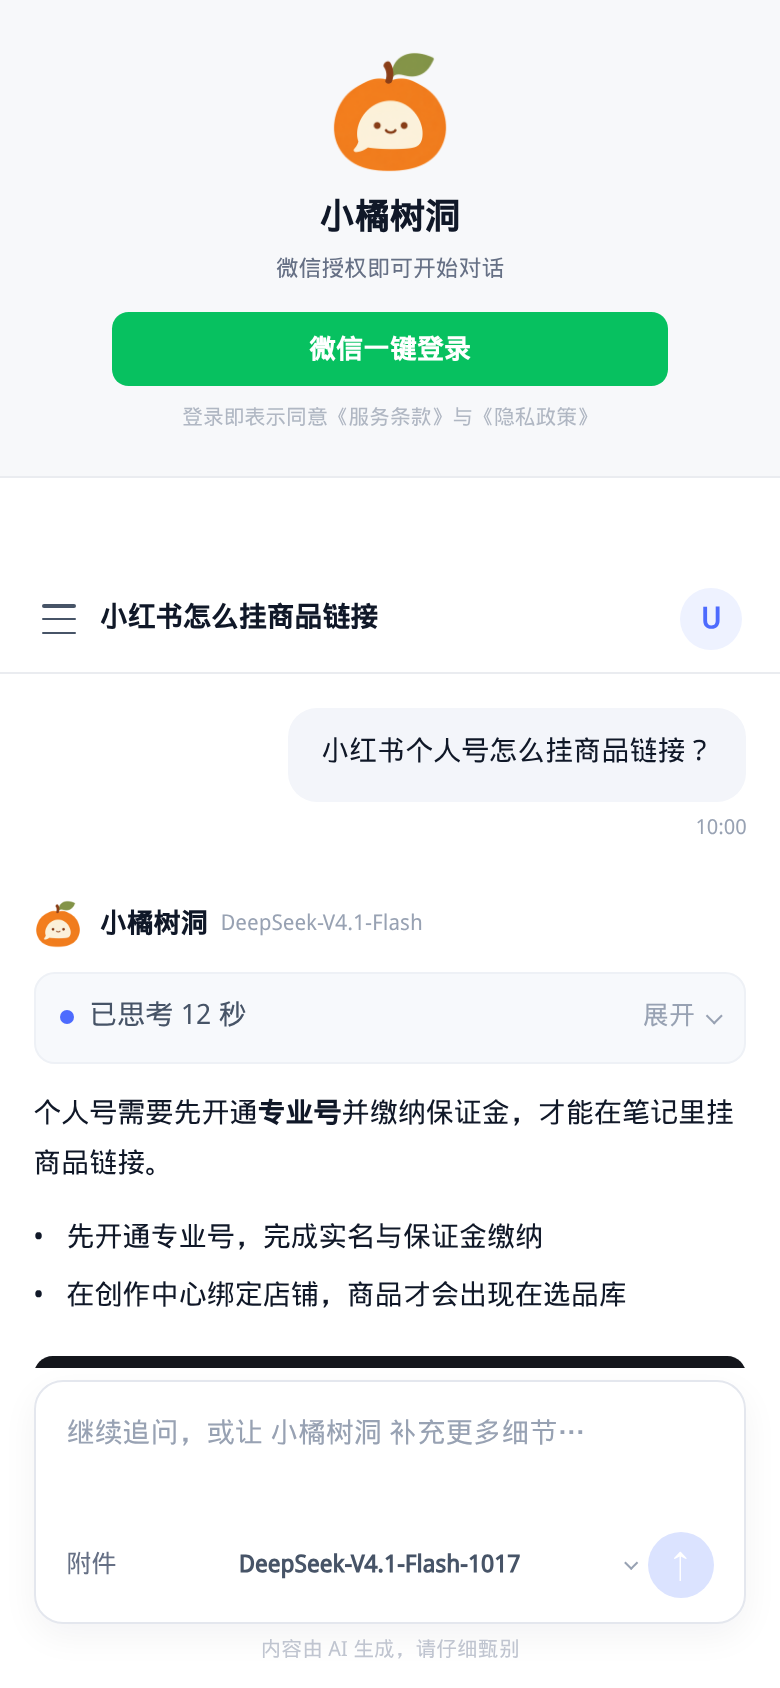 小橘树洞
微信授权即可开始对话
微信一键登录
登录即表示同意《服务条款》与《隐私政策》
小红书怎么挂商品链接
U
小红书个人号怎么挂商品链接？
10:00
小橘树洞 DeepSeek-V4.1-Flash
已思考 12 秒 展开
个人号需要先开通专业号并缴纳保证金，才能在笔记里挂
商品链接。
• 先开通专业号，完成实名与保证金缴纳
• 在创作中心绑定店铺，商品才会出现在选品库
继续追问，或让 小橘树洞 补充更多细节…
附件 DeepSeek-V4.1-Flash-1017
内容由 AI 生成，请仔细甄别